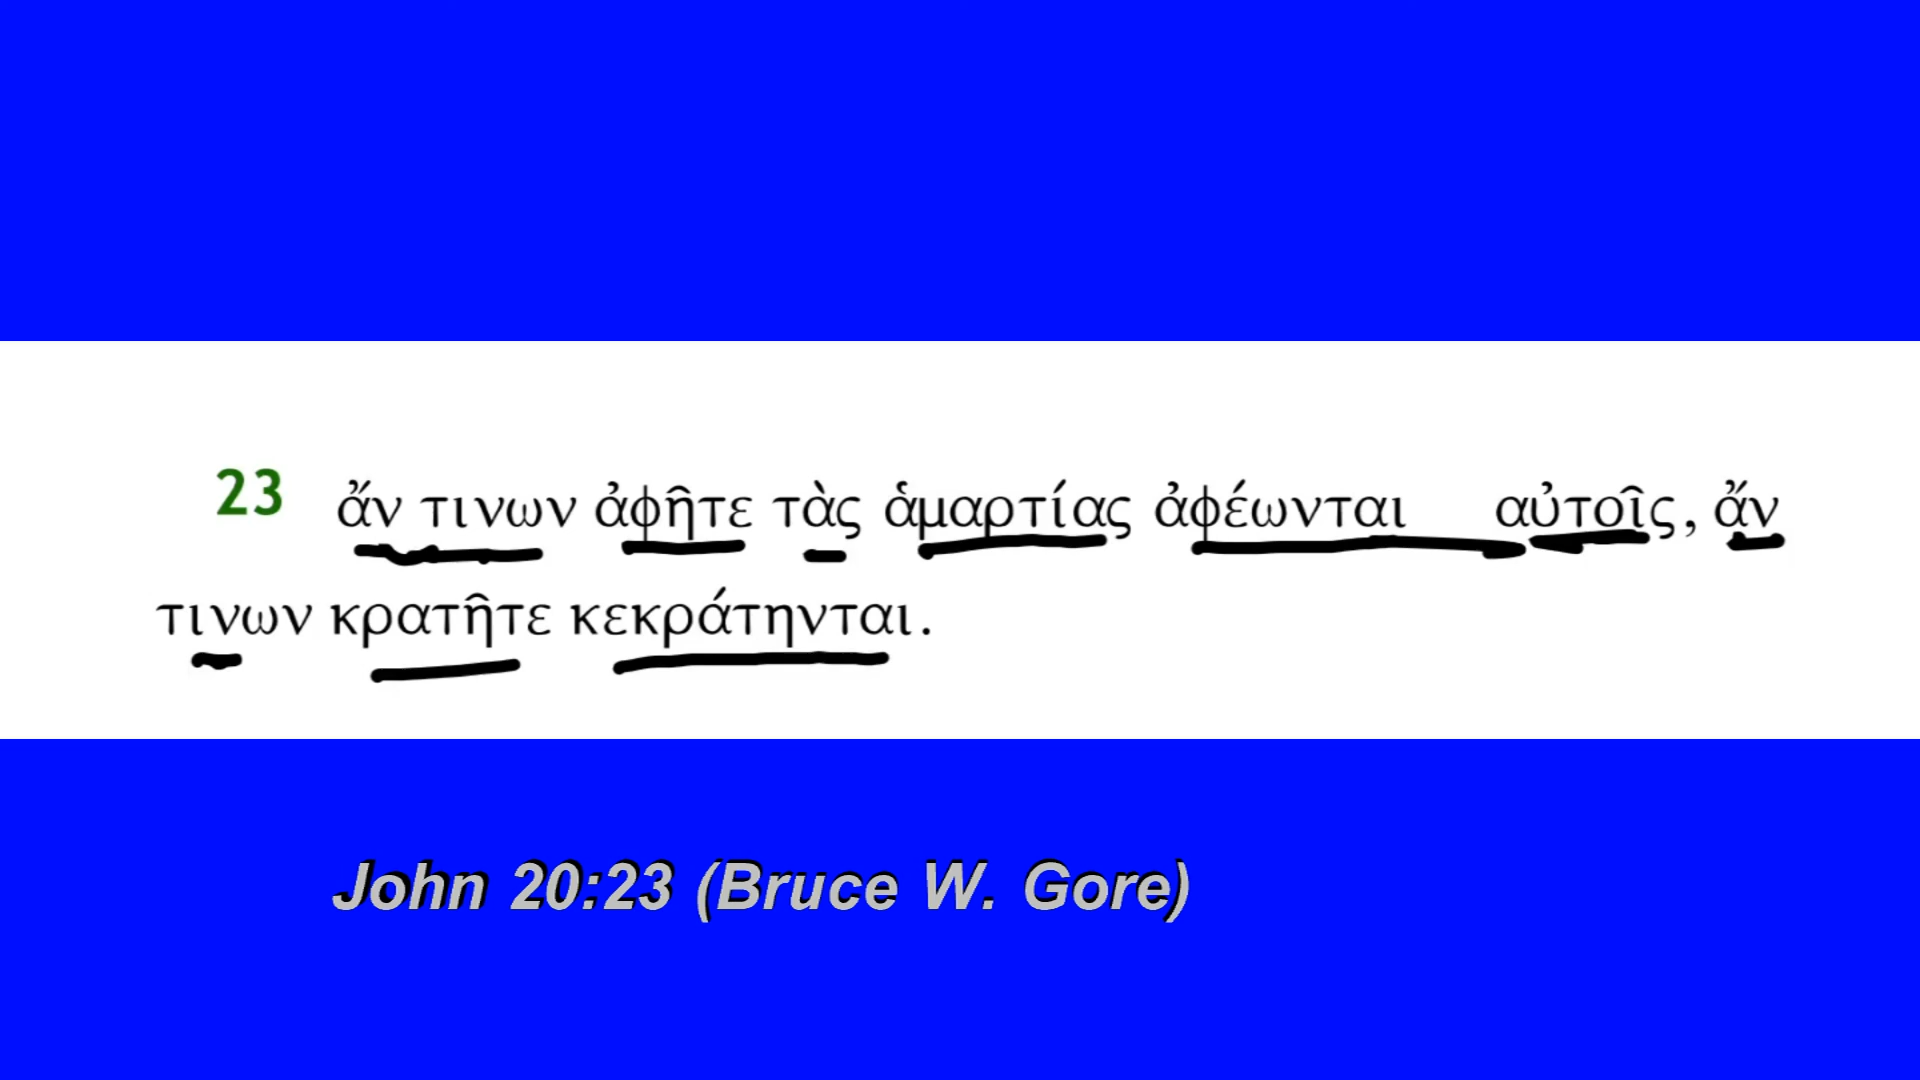 23 ἄν τινων ἀφῆτε τὰς ἁμαρτίας ἀφέωνται αὐτοῖς, ἄν
τινων κρατῆτε κεκράτηνται.
John 20:23 (Bruce W. Gore)